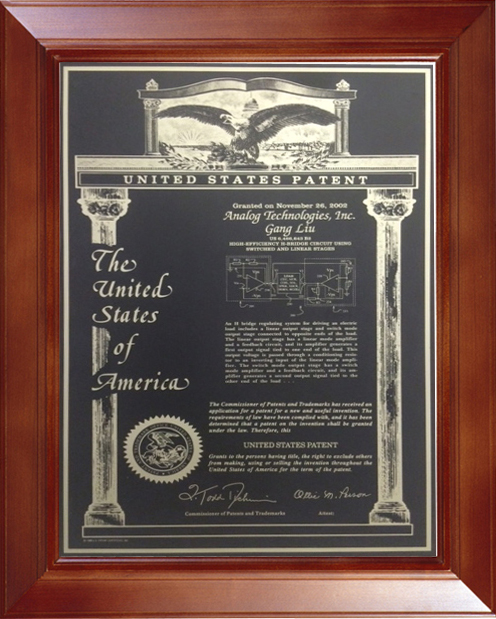 UNITED STATES PATENT
Granted on November 26, 2002
Analog Technologies, Inc.
Gang Liu
HIGH-EFFICIENCY H-BRIDGE CIRCUIT USING
SWITCHED AND LINEAR STAGES
The
United
States
of
America
An H bridge regulating system for driving an electric
load includes a linear output stage and switch mode
output stage connected to opposite ends of the load.
The linear output stage has a linear mode amplifier
and a feedback circuit, and its amplifier generates a
first output signal tied to one end of the load. This
output voltage is passed through a conditioning resis-
tor to an inverting input of the linear mode ampli-
fier. The switch mode output stage has a switch
mode amplifier and a feedback circuit, and its am-
plifier generates a second output signal tied to the
other end of the load . . .
The Commissioner of Patents and Trademarks has received an
application for a patent for a new and useful invention. The
requirements of law have been complied with, and it has been
determined that a patent on the invention shall be granted
under the law. Therefore, this
UNITED STATES PATENT
Grants to the persons having title, the right to exclude others
from making, using or selling the invention throughout the
United States of America for the term of the patent.
Commissioner of Patents and Trademarks
Attest: